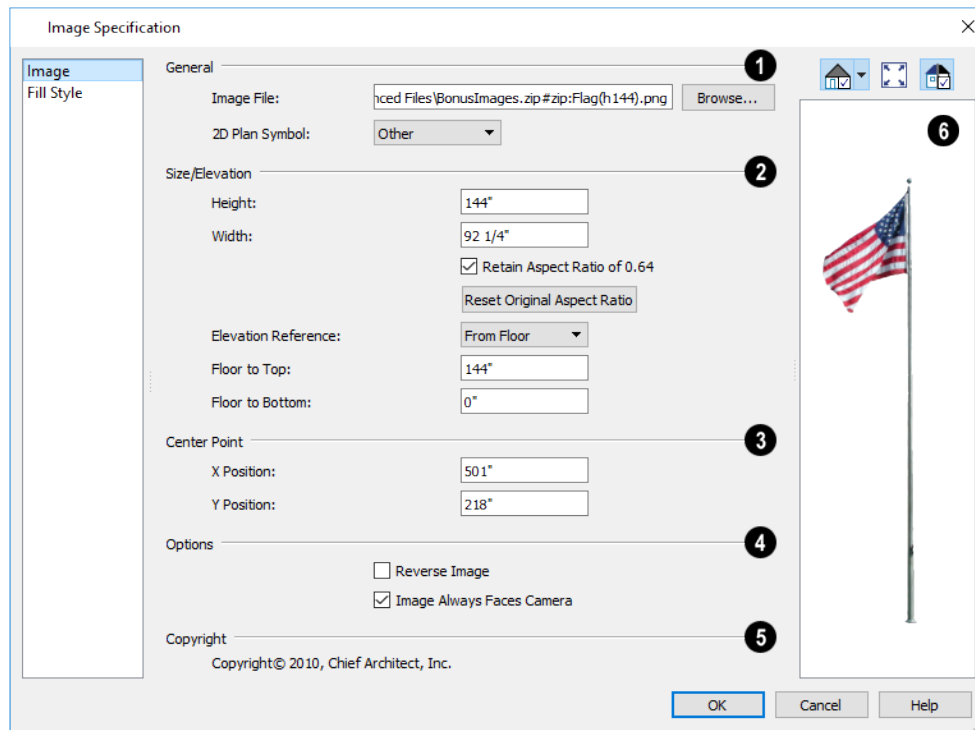 Image Specification
Image
Fill Style
General 1
Image File: nced Files\BonusImages.zip#zip:Flag(h144).png Browse...
2D Plan Symbol: Other
Size/Elevation 2
Height: 144"
Width: 92 1/4"
Retain Aspect Ratio of 0.64
Reset Original Aspect Ratio
Elevation Reference: From Floor
Floor to Top: 144"
Floor to Bottom: 0"
Center Point 3
X Position: 501"
Y Position: 218"
Options 4
Reverse Image
Image Always Faces Camera
Copyright 5
Copyright© 2010, Chief Architect, Inc.
6
OK Cancel Help